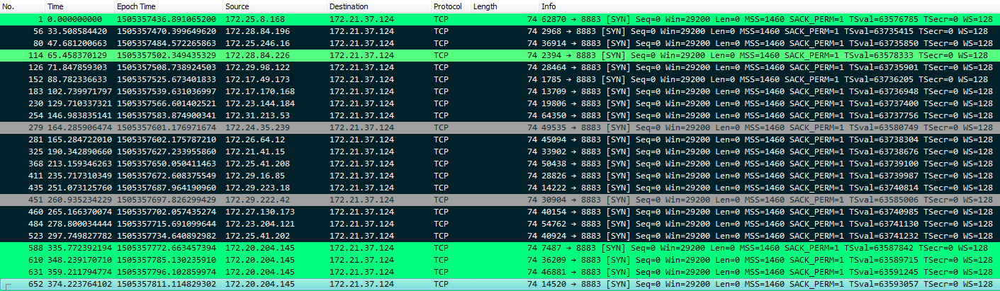 No. Time Epoch Time Source Destination Protocol Length Info
1 0.000000000 1505357436.891065200 172.25.8.168 172.21.37.124 TCP 74 62870 → 8883 [SYN] Seq=0 Win=29200 Len=0 MSS=1460 SACK_PERM=1 TSval=63576785 TSecr=0 WS=128
56 33.508584420 1505357470.399649620 172.28.84.196 172.21.37.124 TCP 74 2968 → 8883 [SYN] Seq=0 Win=29200 Len=0 MSS=1460 SACK_PERM=1 TSval=63735415 TSecr=0 WS=128
80 47.681200663 1505357484.572265863 172.25.246.16 172.21.37.124 TCP 74 36914 → 8883 [SYN] Seq=0 Win=29200 Len=0 MSS=1460 SACK_PERM=1 TSval=63735850 TSecr=0 WS=128
114 65.458370129 1505357502.349435329 172.28.84.226 172.21.37.124 TCP 74 2394 → 8883 [SYN] Seq=0 Win=29200 Len=0 MSS=1460 SACK_PERM=1 TSval=63578333 TSecr=0 WS=128
126 71.847859303 1505357508.738924503 172.29.98.122 172.21.37.124 TCP 74 28464 → 8883 [SYN] Seq=0 Win=29200 Len=0 MSS=1460 SACK_PERM=1 TSval=63735901 TSecr=0 WS=128
152 88.782336633 1505357525.673401833 172.17.49.173 172.21.37.124 TCP 74 1785 → 8883 [SYN] Seq=0 Win=29200 Len=0 MSS=1460 SACK_PERM=1 TSval=63736205 TSecr=0 WS=128
183 102.739971797 1505357539.631036997 172.17.170.168 172.21.37.124 TCP 74 13709 → 8883 [SYN] Seq=0 Win=29200 Len=0 MSS=1460 SACK_PERM=1 TSval=63736948 TSecr=0 WS=128
230 129.710337321 1505357566.601402521 172.23.144.184 172.21.37.124 TCP 74 19806 → 8883 [SYN] Seq=0 Win=29200 Len=0 MSS=1460 SACK_PERM=1 TSval=63737400 TSecr=0 WS=128
254 146.983835141 1505357583.874900341 172.31.213.53 172.21.37.124 TCP 74 64350 → 8883 [SYN] Seq=0 Win=29200 Len=0 MSS=1460 SACK_PERM=1 TSval=63737756 TSecr=0 WS=128
279 164.285906474 1505357601.176971674 172.24.35.239 172.21.37.124 TCP 74 49535 → 8883 [SYN] Seq=0 Win=29200 Len=0 MSS=1460 SACK_PERM=1 TSval=63580749 TSecr=0 WS=128
281 165.284722010 1505357602.175787210 172.26.64.12 172.21.37.124 TCP 74 45094 → 8883 [SYN] Seq=0 Win=29200 Len=0 MSS=1460 SACK_PERM=1 TSval=63738304 TSecr=0 WS=128
325 190.342890660 1505357627.233955860 172.21.41.15 172.21.37.124 TCP 74 33902 → 8883 [SYN] Seq=0 Win=29200 Len=0 MSS=1460 SACK_PERM=1 TSval=63738676 TSecr=0 WS=128
368 213.159346263 1505357650.050411463 172.25.41.208 172.21.37.124 TCP 74 50438 → 8883 [SYN] Seq=0 Win=29200 Len=0 MSS=1460 SACK_PERM=1 TSval=63739100 TSecr=0 WS=128
411 235.717310349 1505357672.608375549 172.29.16.85 172.21.37.124 TCP 74 28826 → 8883 [SYN] Seq=0 Win=29200 Len=0 MSS=1460 SACK_PERM=1 TSval=63739987 TSecr=0 WS=128
435 251.073125760 1505357687.964190960 172.29.223.18 172.21.37.124 TCP 74 14222 → 8883 [SYN] Seq=0 Win=29200 Len=0 MSS=1460 SACK_PERM=1 TSval=63740814 TSecr=0 WS=128
451 260.935234229 1505357697.826299429 172.29.222.42 172.21.37.124 TCP 74 30904 → 8883 [SYN] Seq=0 Win=29200 Len=0 MSS=1460 SACK_PERM=1 TSval=63585006 TSecr=0 WS=128
460 265.166370074 1505357702.057435274 172.27.130.173 172.21.37.124 TCP 74 40154 → 8883 [SYN] Seq=0 Win=29200 Len=0 MSS=1460 SACK_PERM=1 TSval=63740985 TSecr=0 WS=128
484 278.800034444 1505357715.691099644 172.23.204.121 172.21.37.124 TCP 74 54762 → 8883 [SYN] Seq=0 Win=29200 Len=0 MSS=1460 SACK_PERM=1 TSval=63741130 TSecr=0 WS=128
523 297.749827782 1505357734.640892982 172.25.41.202 172.21.37.124 TCP 74 40924 → 8883 [SYN] Seq=0 Win=29200 Len=0 MSS=1460 SACK_PERM=1 TSval=63741232 TSecr=0 WS=128
588 335.772392194 1505357772.663457394 172.20.204.145 172.21.37.124 TCP 74 7487 → 8883 [SYN] Seq=0 Win=29200 Len=0 MSS=1460 SACK_PERM=1 TSval=63587842 TSecr=0 WS=128
610 348.239170710 1505357785.130235910 172.20.204.145 172.21.37.124 TCP 74 36209 → 8883 [SYN] Seq=0 Win=29200 Len=0 MSS=1460 SACK_PERM=1 TSval=63589715 TSecr=0 WS=128
631 359.211794774 1505357796.102859974 172.20.204.145 172.21.37.124 TCP 74 46881 → 8883 [SYN] Seq=0 Win=29200 Len=0 MSS=1460 SACK_PERM=1 TSval=63591245 TSecr=0 WS=128
652 374.223764102 1505357811.114829302 172.20.204.145 172.21.37.124 TCP 74 14520 → 8883 [SYN] Seq=0 Win=29200 Len=0 MSS=1460 SACK_PERM=1 TSval=63593057 TSecr=0 WS=128